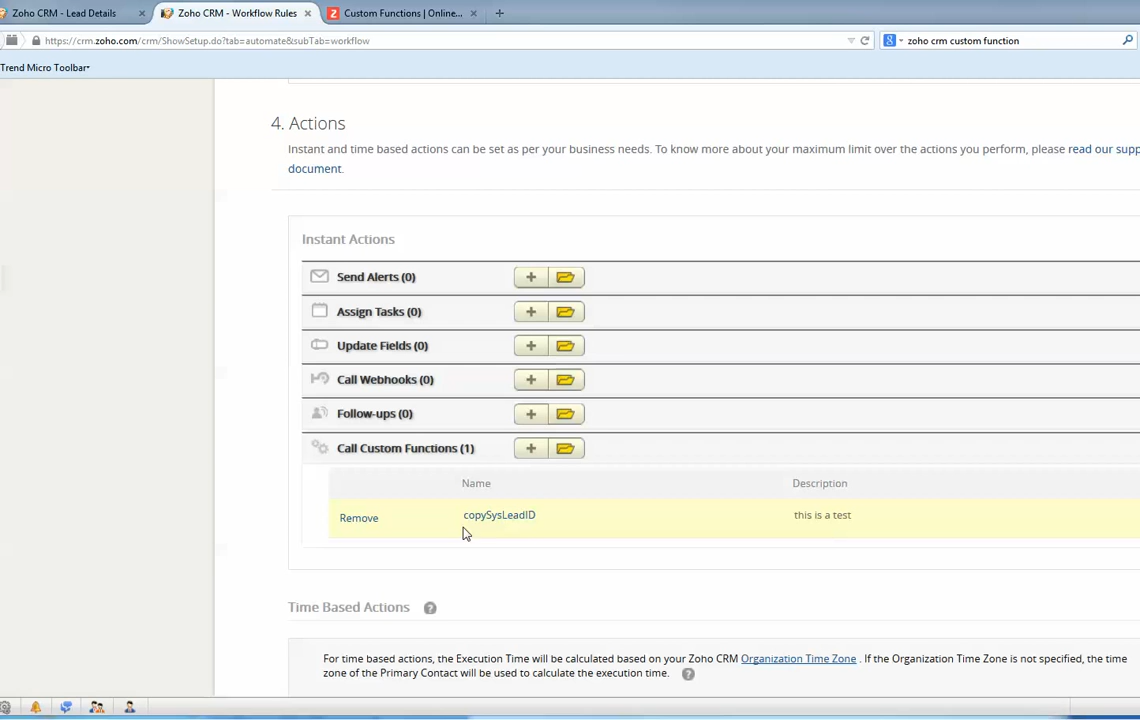 Zoho CRM - Lead Details
Zoho CRM - Workflow Rules
Custom Functions | Online...
https://crm.zoho.com/crm/ShowSetup.do?tab=automate&subTab=workflow
zoho crm custom function
Trend Micro Toolbar
4. Actions
Instant and time based actions can be set as per your business needs. To know more about your maximum limit over the actions you perform, please read our supp
document.
Instant Actions
Send Alerts (0)
Assign Tasks (0)
Update Fields (0)
Call Webhooks (0)
Follow-ups (0)
Call Custom Functions (1)
Name Description
Remove copySysLeadID this is a test
Time Based Actions ?
For time based actions, the Execution Time will be calculated based on your Zoho CRM Organization Time Zone . If the Organization Time Zone is not specified, the time
zone of the Primary Contact will be used to calculate the execution time. ?